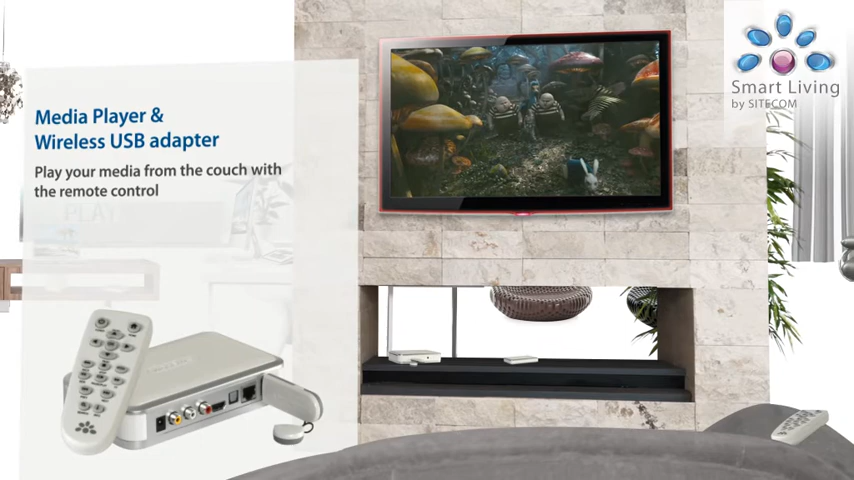 Media Player &
Wireless USB adapter
Play your media from the couch with
the remote control
Smart Living
by SITECOM